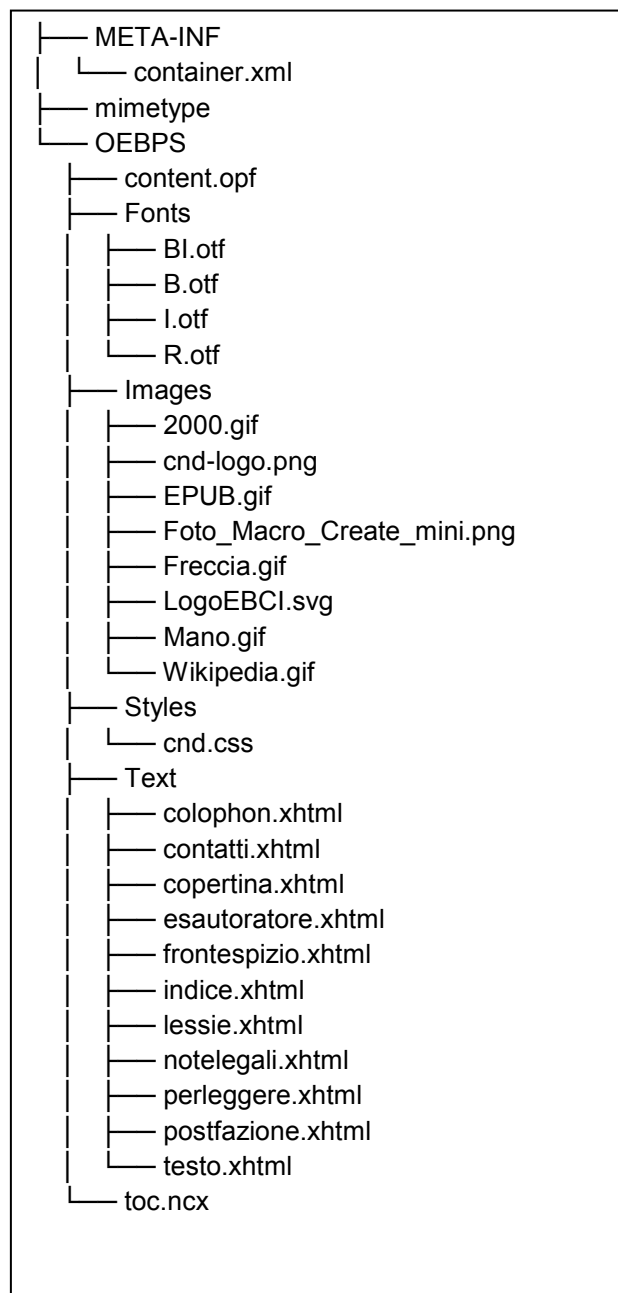 ├── META-INF
│   └── container.xml
├── mimetype
└── OEBPS
    ├── content.opf
    ├── Fonts
    │   ├── BI.otf
    │   ├── B.otf
    │   ├── I.otf
    │   └── R.otf
    ├── Images
    │   ├── 2000.gif
    │   ├── cnd-logo.png
    │   ├── EPUB.gif
    │   ├── Foto_Macro_Create_mini.png
    │   ├── Freccia.gif
    │   ├── LogoEBCI.svg
    │   ├── Mano.gif
    │   └── Wikipedia.gif
    ├── Styles
    │   └── cnd.css
    ├── Text
    │   ├── colophon.xhtml
    │   ├── contatti.xhtml
    │   ├── copertina.xhtml
    │   ├── esautoratore.xhtml
    │   ├── frontespizio.xhtml
    │   ├── indice.xhtml
    │   ├── lessie.xhtml
    │   ├── notelegali.xhtml
    │   ├── perleggere.xhtml
    │   ├── postfazione.xhtml
    │   └── testo.xhtml
    └── toc.ncx